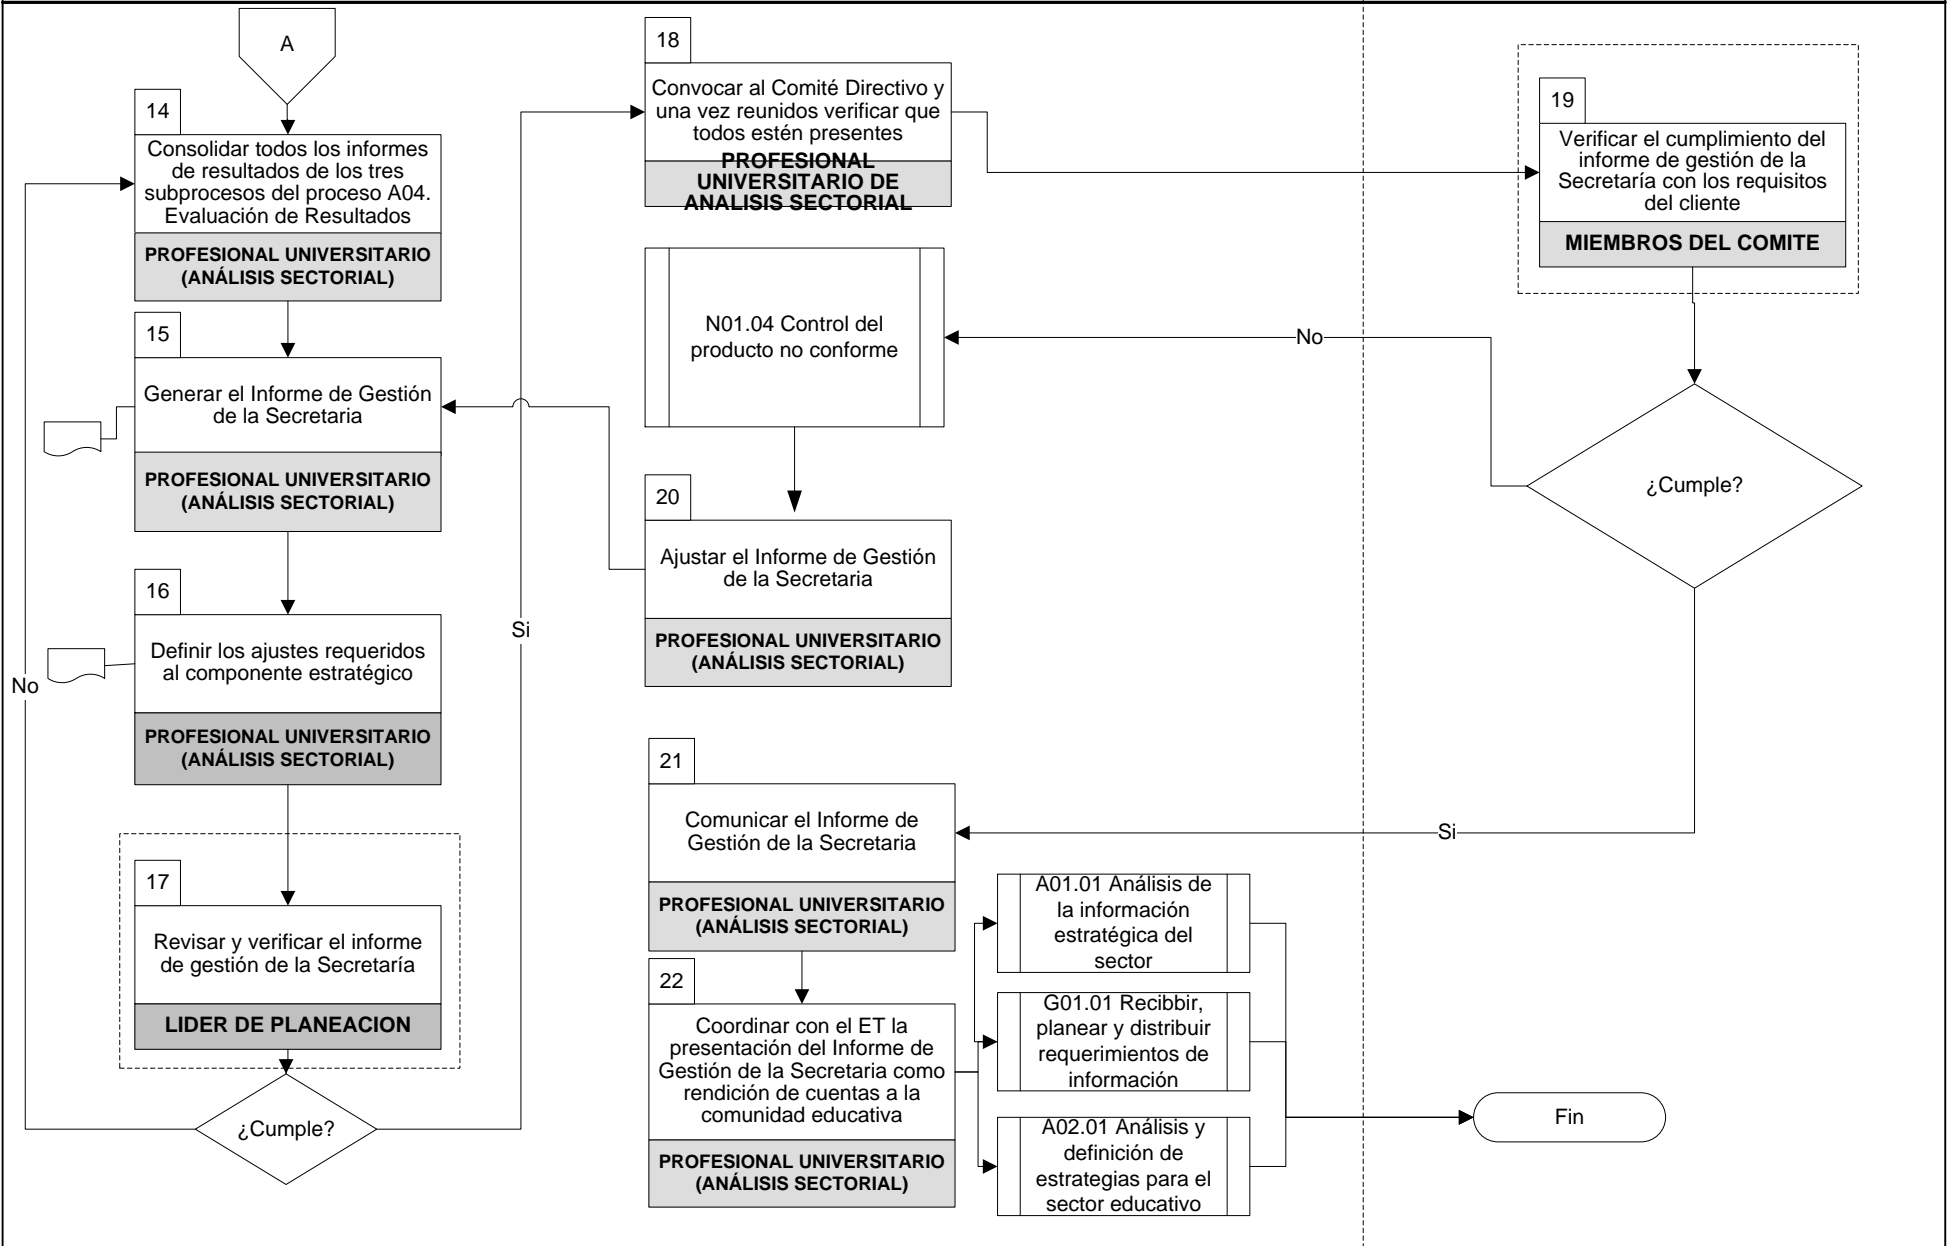 A
14
Consolidar todos los informes
de resultados de los tres
subprocesos del proceso A04.
Evaluación de Resultados
PROFESIONAL UNIVERSITARIO
(ANÁLISIS SECTORIAL)
15
Generar el Informe de Gestión
de la Secretaria
PROFESIONAL UNIVERSITARIO
(ANÁLISIS SECTORIAL)
16
Definir los ajustes requeridos
al componente estratégico
PROFESIONAL UNIVERSITARIO
(ANÁLISIS SECTORIAL)
No
17
Revisar y verificar el informe
de gestión de la Secretaría
LIDER DE PLANEACION
¿Cumple?
Si
18
Convocar al Comité Directivo y
una vez reunidos verificar que
todos estén presentes
PROFESIONAL
UNIVERSITARIO DE
ANALISIS SECTORIAL
19
Verificar el cumplimiento del
informe de gestión de la
Secretaría con los requisitos
del cliente
MIEMBROS DEL COMITE
¿Cumple?
No
N01.04 Control del
producto no conforme
20
Ajustar el Informe de Gestión
de la Secretaria
PROFESIONAL UNIVERSITARIO
(ANÁLISIS SECTORIAL)
Si
21
Comunicar el Informe de
Gestión de la Secretaria
PROFESIONAL UNIVERSITARIO
(ANÁLISIS SECTORIAL)
22
Coordinar con el ET la
presentación del Informe de
Gestión de la Secretaria como
rendición de cuentas a la
comunidad educativa
PROFESIONAL UNIVERSITARIO
(ANÁLISIS SECTORIAL)
A01.01 Análisis de
la información
estratégica del
sector
G01.01 Recibbir,
planear y distribuir
requerimientos de
información
A02.01 Análisis y
definición de
estrategias para el
sector educativo
Fin